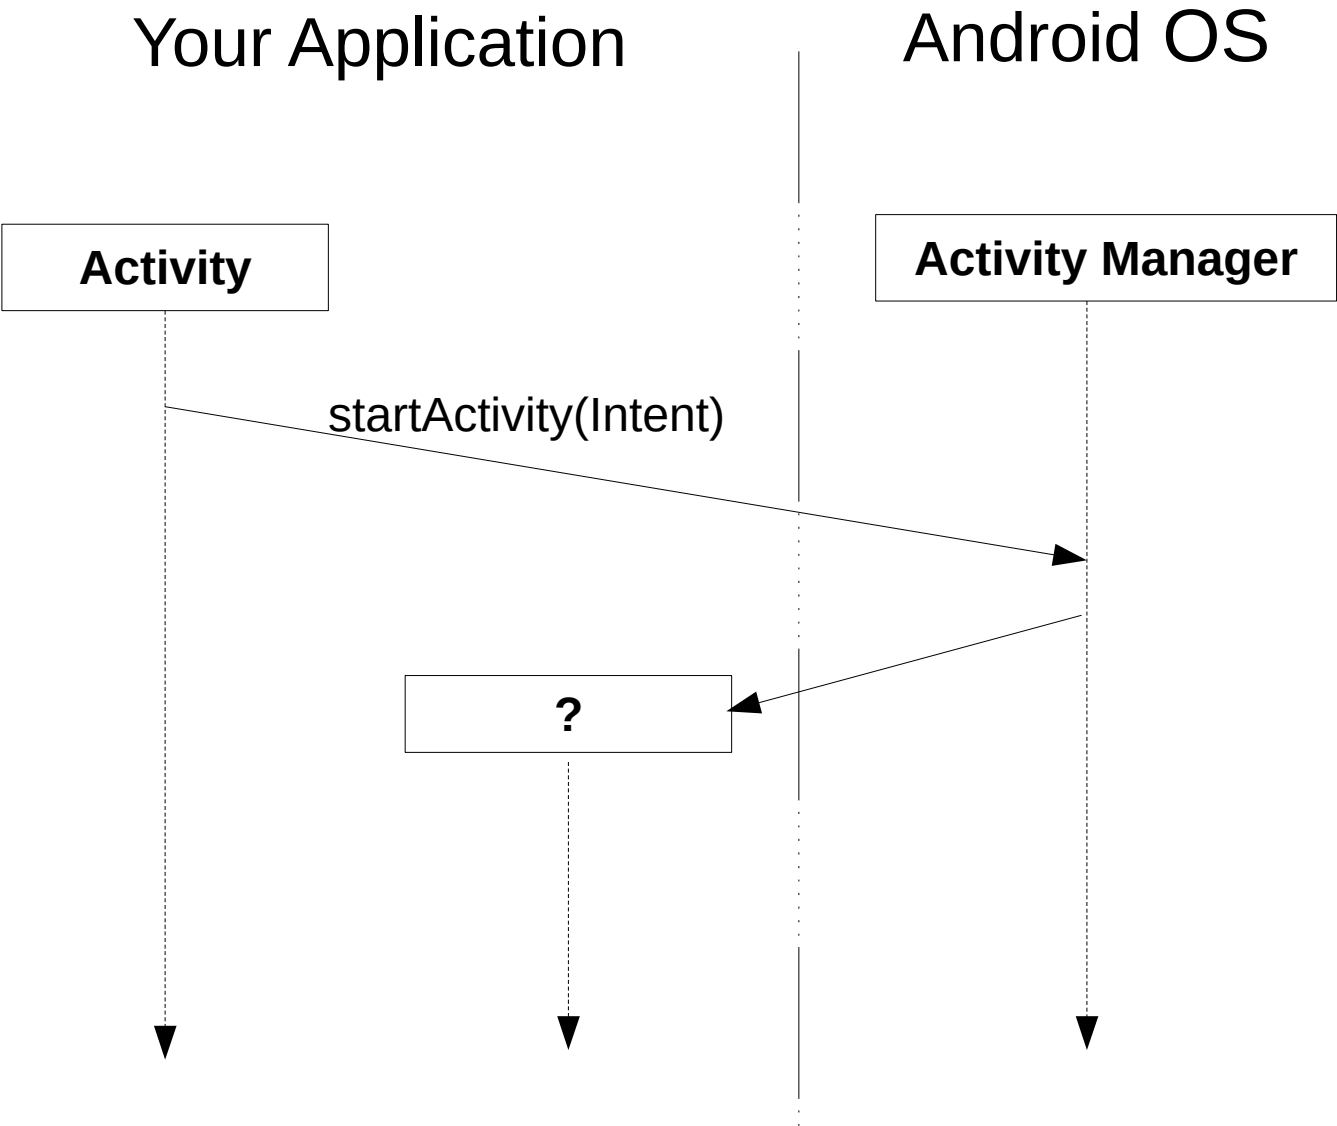 Your Application
Android OS
Activity
Activity Manager
startActivity(Intent)
?